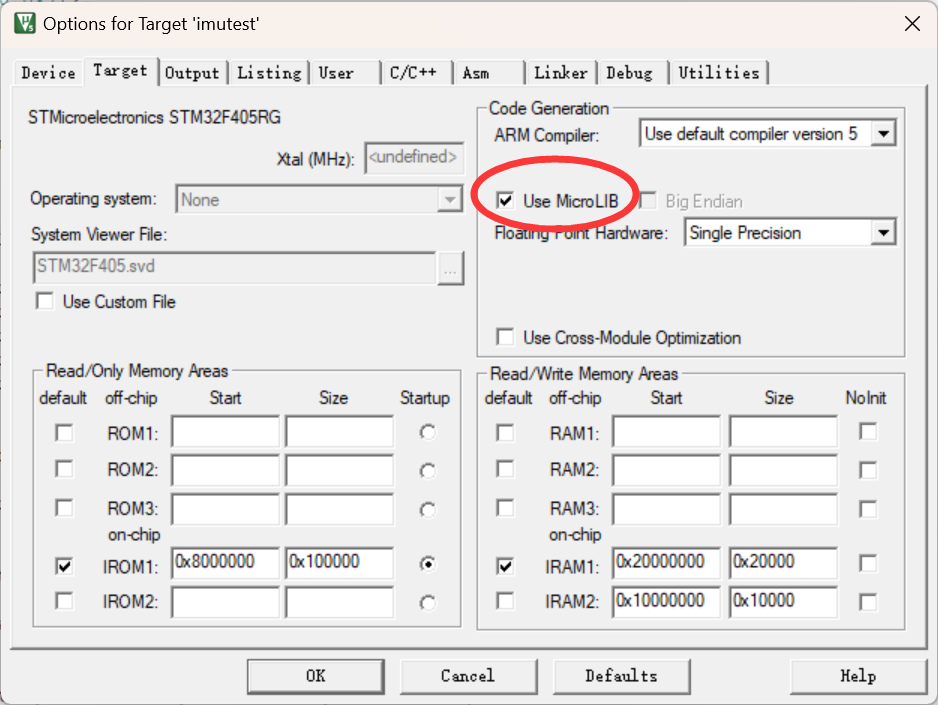 Options for Target 'imutest'
Device Target Output Listing User C/C++ Asm Linker Debug Utilities
STMicroelectronics STM32F405RG
Xtal (MHz): <undefined>
Operating system: None
System Viewer File:
STM32F405.svd ...
Use Custom File
Code Generation
ARM Compiler: Use default compiler version 5
Use MicroLIB Big Endian
Floating Point Hardware: Single Precision
Use Cross-Module Optimization
Read/Only Memory Areas
default off-chip Start Size Startup
ROM1:
ROM2:
ROM3:
on-chip
IROM1: 0x8000000 0x100000
IROM2:
Read/Write Memory Areas
default off-chip Start Size NoInit
RAM1:
RAM2:
RAM3:
on-chip
IRAM1: 0x20000000 0x20000
IRAM2: 0x10000000 0x10000
OK Cancel Defaults Help